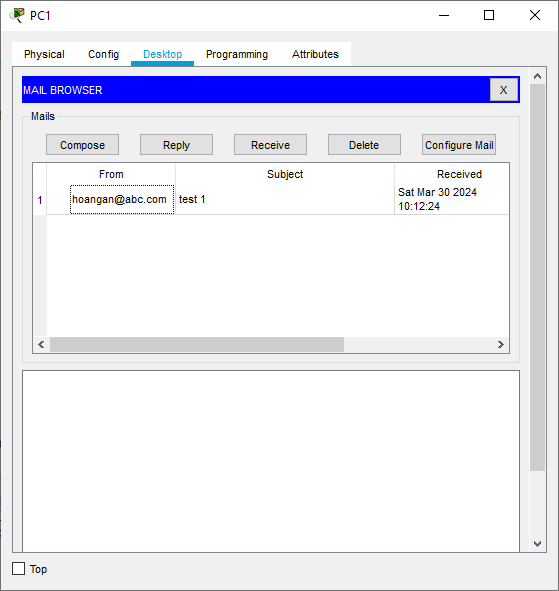 PC1
Physical Config Desktop Programming Attributes
MAIL BROWSER X
Mails
Compose Reply Receive Delete Configure Mail
From Subject Received
1 hoangan@abc.com test 1 Sat Mar 30 2024
10:12:24
Top